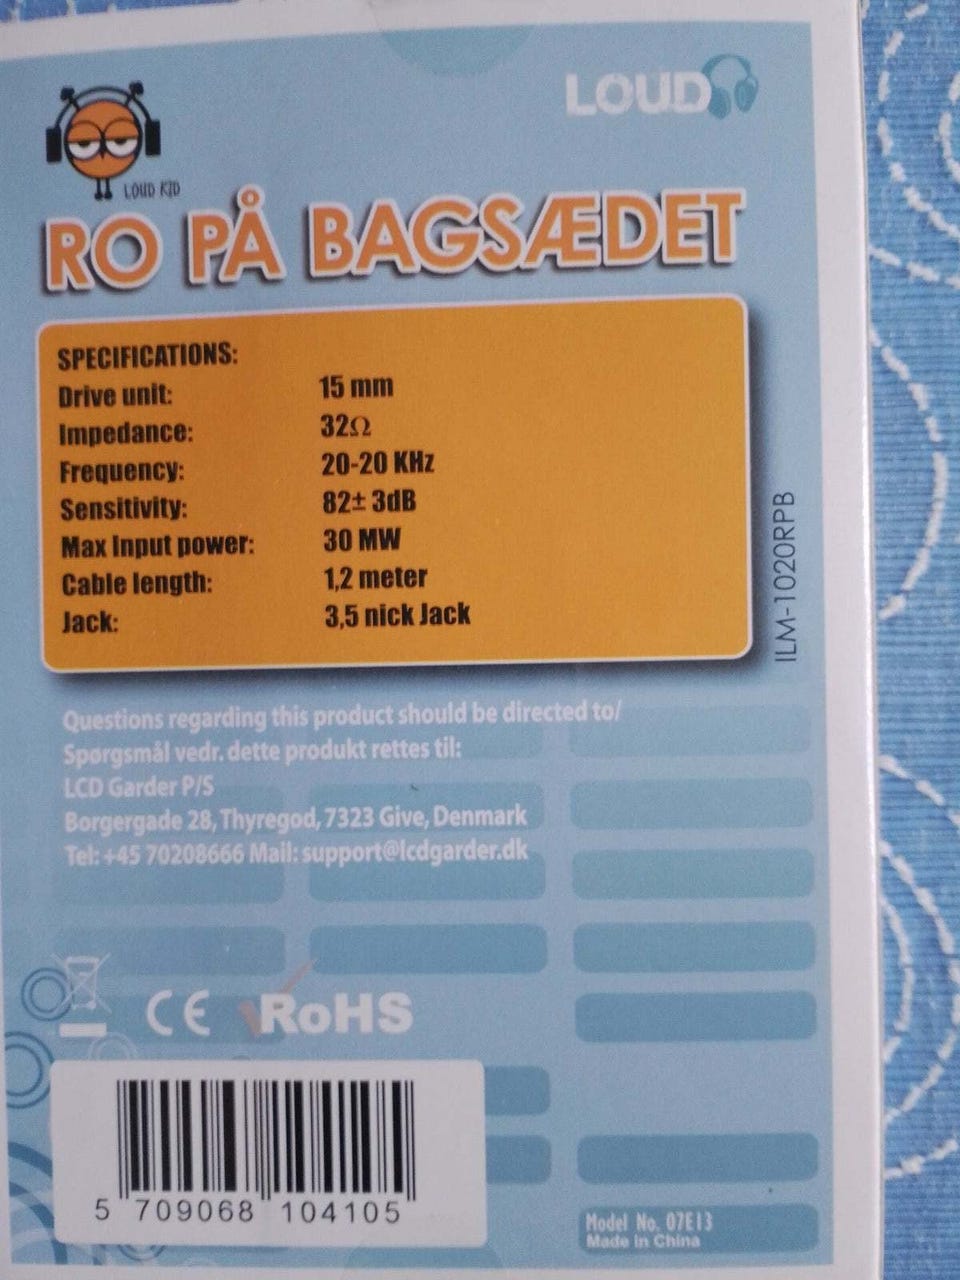 LOUD
LOUD KID
RO PÅ BAGSÆDET
SPECIFICATIONS:
Drive unit: 15 mm
Impedance: 32Ω
Frequency: 20-20 KHz
Sensitivity: 82± 3dB
Max Input power: 30 MW
Cable length: 1,2 meter
Jack: 3,5 nick Jack
ILM-1020RPB
Questions regarding this product should be directed to/
Spørgsmål vedr. dette produkt rettes til:
LCD Garder P/S
Borgergade 28, Thyregod, 7323 Give, Denmark
Tel: +45 70208666 Mail: support@lcdgarder.dk
CE RoHS
5 709068 104105
Model No. 07E13
Made In China